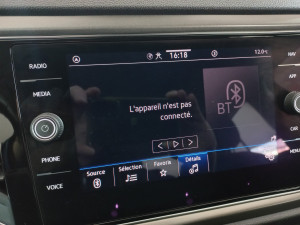 16:18
12.0°
RADIO
NAV
MEDIA
APP
L'appareil n'est pas
connecté.
BT
PHONE
CAR
VOICE
MENU
Source
Sélection
Favoris
Détails